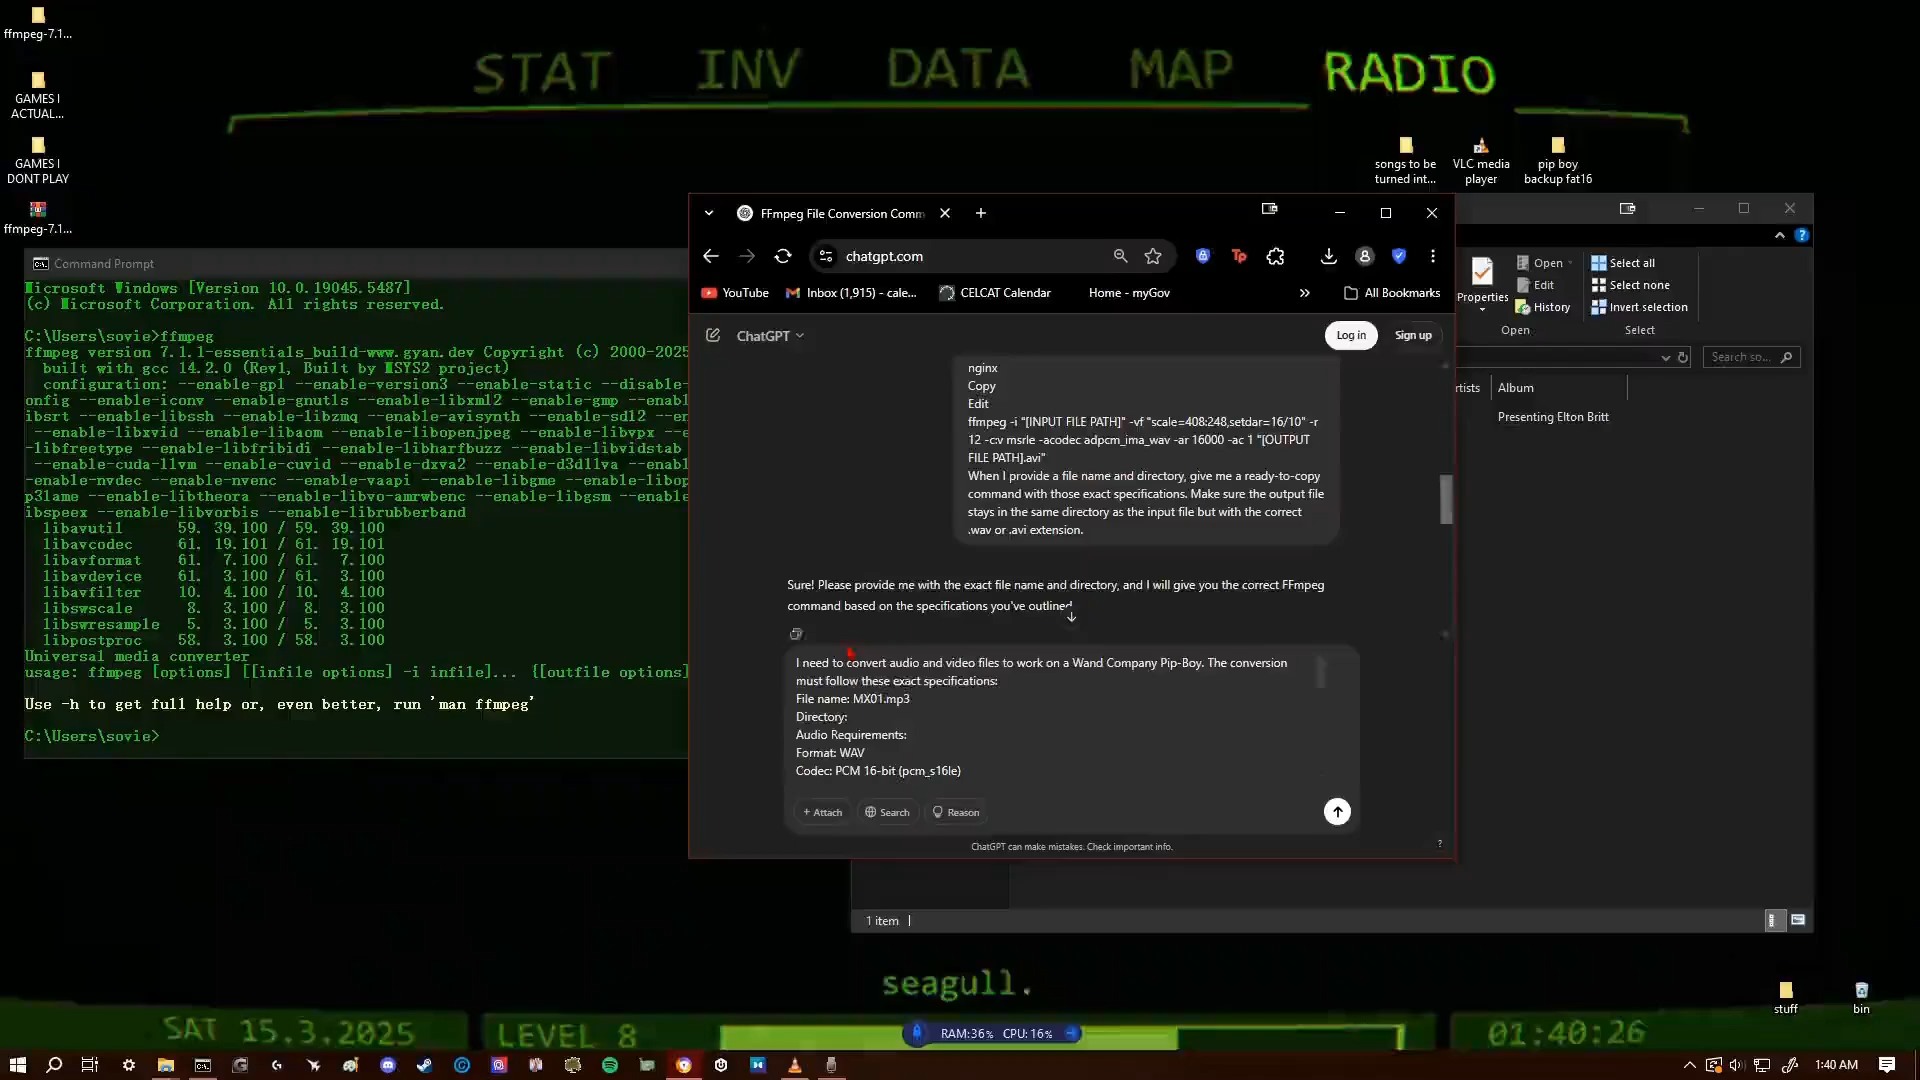 ffmpeg-7.1...
GAMES I
ACTUAL...
GAMES I
DONT PLAY
ffmpeg-7.1...
STAT INV DATA MAP RADIO
songs to be
turned int...
VLC media
player
pip boy
backup fat16
Command Prompt
Microsoft Windows [Version 10.0.19045.5487]
(c) Microsoft Corporation. All rights reserved.
C:\Users\sovie>ffmpeg
ffmpeg version 7.1.1-essentials_build-www.gyan.dev Copyright (c) 2000-2025
built with gcc 14.2.0 (Rev1, Built by MSYS2 project)
configuration: --enable-gpl --enable-version3 --enable-static --disable-
onfig --enable-iconv --enable-gnutls --enable-libxml2 --enable-gmp --enabl
ibsrt --enable-libssh --enable-libzmq --enable-avisynth --enable-sdl2 --en
--enable-libxvid --enable-libaom --enable-libopenjpeg --enable-libvpx --e
-libfreetype --enable-libfribidi --enable-libharfbuzz --enable-libvidstab
--enable-cuda-llvm --enable-cuvid --enable-dxva2 --enable-d3d11va --enabl
-enable-nvdec --enable-nvenc --enable-vaapi --enable-libgme --enable-libop
p3lame --enable-libtheora --enable-libvo-amrwbenc --enable-libgsm --enable
ibspeex --enable-libvorbis --enable-librubberband
libavutil 59. 39.100 / 59. 39.100
libavcodec 61. 19.101 / 61. 19.101
libavformat 61. 7.100 / 61. 7.100
libavdevice 61. 3.100 / 61. 3.100
libavfilter 10. 4.100 / 10. 4.100
libswscale 8. 3.100 / 8. 3.100
libswresample 5. 3.100 / 5. 3.100
libpostproc 58. 3.100 / 58. 3.100
Universal media converter
usage: ffmpeg [options] [[infile options] -i infile]... {[outfile options]
Use -h to get full help or, even better, run 'man ffmpeg'
C:\Users\sovie>
FFmpeg File Conversion Comm
chatgpt.com
YouTube
Inbox (1,915) - cale...
CELCAT Calendar
Home - myGov
All Bookmarks
ChatGPT
Log in
Sign up
nginx
Copy
Edit
ffmpeg -i "[INPUT FILE PATH]" -vf "scale=408:248,setdar=16/10" -r
12 -c:v msrle -acodec adpcm_ima_wav -ar 16000 -ac 1 "[OUTPUT
FILE PATH].avi"
When I provide a file name and directory, give me a ready-to-copy
command with those exact specifications. Make sure the output file
stays in the same directory as the input file but with the correct
.wav or .avi extension.
Sure! Please provide me with the exact file name and directory, and I will give you the correct FFmpeg
command based on the specifications you've outlined
I need to convert audio and video files to work on a Wand Company Pip-Boy. The conversion
must follow these exact specifications:
File name: MX01.mp3
Directory:
Audio Requirements:
Format: WAV
Codec: PCM 16-bit (pcm_s16le)
+ Attach
Search
Reason
ChatGPT can make mistakes. Check important info.
?
Properties
Open
Edit
History
Open
Select all
Select none
Invert selection
Select
Search so...
rtists
Album
Presenting Elton Britt
1 item
seagull.
stuff
bin
SAT 15.3.2025
LEVEL 8
RAM:36% CPU:16%
01:40:26
1:40 AM